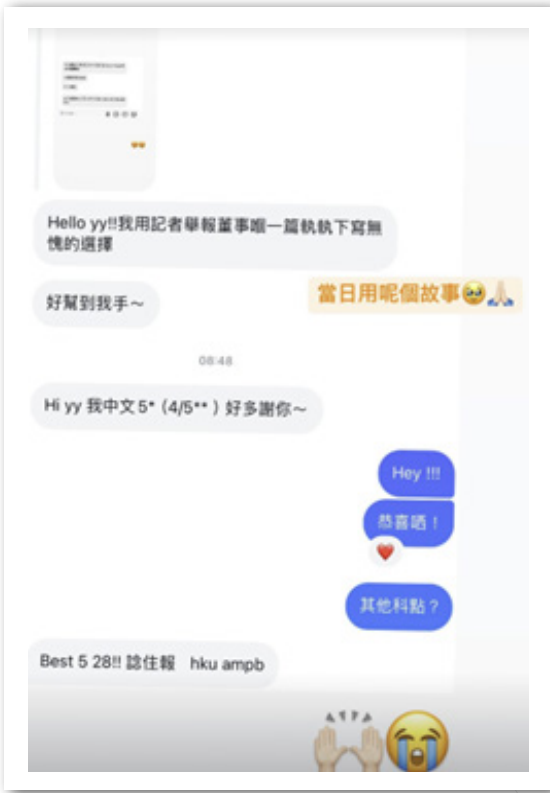 Hello yy!!我用記者舉報董事嗰一篇執執下寫無
愧的選擇
好幫到我手～
當日用呢個故事🥹🙏🏻
08:48
Hi yy 我中文 5*（4/5**）好多謝你～
Hey !!!
恭喜晒！
其他科點？
Best 5 28!! 諗住報 hku ampb